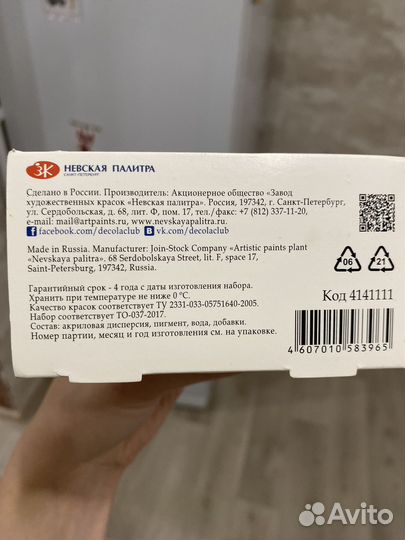 ЗК НЕВСКАЯ ПАЛИТРА
САНКТ-ПЕТЕРБУРГ
Сделано в России. Производитель: Акционерное общество «Завод
художественных красок «Невская палитра». Россия, 197342, г. Санкт-Петербург,
ул. Сердобольская, д. 68, лит. Ф, пом. 17, тел./факс: +7 (812) 337-11-20,
e-mail: mail@artpaints.ru, www.nevskayapalitra.ru
facebook.com/decolaclub vk.com/decolaclub
Made in Russia. Manufacturer: Join-Stock Company «Artistic paints plant
«Nevskaya palitra». 68 Serdobolskaya Street, lit. F, space 17,
Saint-Petersburg, 197342, Russia.
06 21
Гарантийный срок - 4 года с даты изготовления набора.
Хранить при температуре не ниже 0 °С.
Качество красок соответствует ТУ 2331-033-05751640-2005.
Набор соответствует ТО-037-2017.
Состав: акриловая дисперсия, пигмент, вода, добавки.
Номер партии, месяц и год изготовления см. на упаковке.
Код 4141111
4 607010 583965
Avito